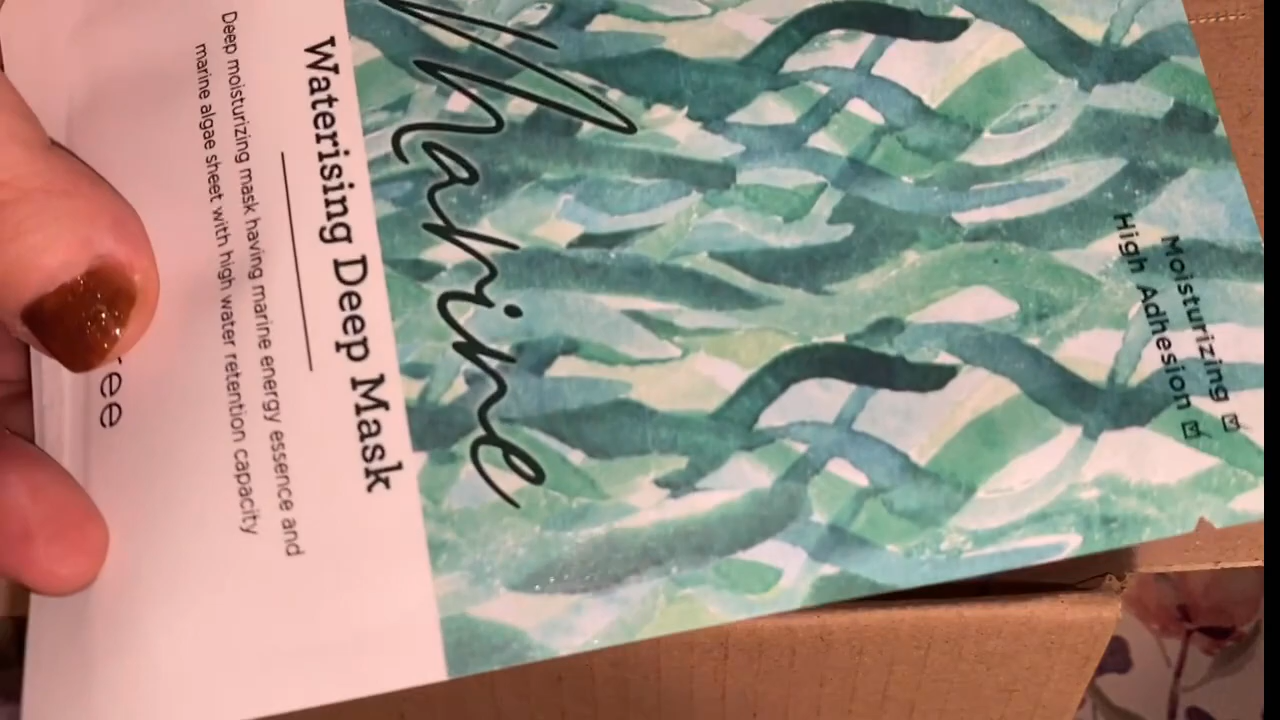 Moisturizing ☑
High Adhesion ☑
Marine
Waterising Deep Mask
Deep moisturizing mask having marine energy essence and
marine algae sheet with high water retention capacity